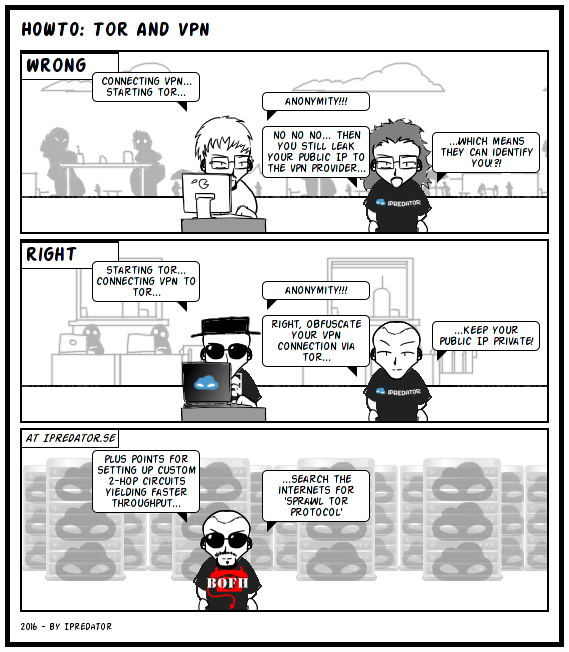 HOWTO: TOR AND VPN
WRONG
CONNECTING VPN...
STARTING TOR...
ANONYMITY!!!
NO NO NO... THEN
YOU STILL LEAK
YOUR PUBLIC IP TO
THE VPN PROVIDER...
...WHICH MEANS
THEY CAN IDENTIFY
YOU!?!
IPREDATOR
RIGHT
STARTING TOR...
CONNECTING VPN TO
TOR...
ANONYMITY!!!
RIGHT, OBFUSCATE
YOUR VPN
CONNECTION VIA
TOR...
...KEEP YOUR
PUBLIC IP PRIVATE!
IPREDATOR
AT IPREDATOR.SE
PLUS POINTS FOR
SETTING UP CUSTOM
2-HOP CIRCUITS
YIELDING FASTER
THROUGHPUT...
...SEARCH THE
INTERNETS FOR
'SPRAWL TOR
PROTOCOL'
BOFH
2016 - BY IPREDATOR